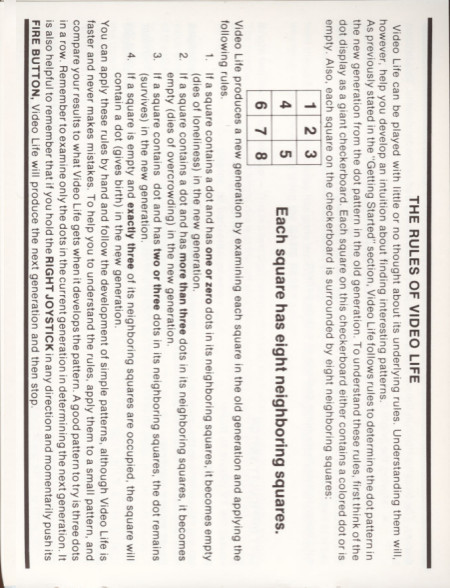 THE RULES OF VIDEO LIFE
Video Life can be played with little or no thought about its underlying rules. Understanding them will,
however, help you develop an intuition about finding interesting patterns.
As previously stated in the "Getting Started" section, Video Life follows rules to determine the dot pattern in
the new generation from the dot pattern in the old generation. To understand these rules, first think of the
dot display as a giant checkerboard. Each square on this checkerboard either contains a colored dot or is
empty. Also, each square on the checkerboard is surrounded by eight neighboring squares:
1 2 3
4 5
6 7 8
Each square has eight neighboring squares.
Video Life produces a new generation by examining each square in the old generation and applying the
following rules.
1. If a square contains a dot and has one or zero dots in its neighboring squares, it becomes empty
(dies of loneliness) in the new generation.
2. If a square contains a dot and has more than three dots in its neighboring squares, it becomes
empty (dies of overcrowding) in the new generation.
3. If a square contains dot and has two or three dots in its neighboring squares, the dot remains
(survives) in the new generation.
4. If a square is empty and exactly three of its neighboring squares are occupied, the square will
contain a dot (gives birth) in the new generation.
You can apply these rules by hand and follow the development of simple patterns, although Video Life is
faster and never makes mistakes. To help you to understand the rules, apply them to a small pattern, and
compare your results to what Video Life gets when it develops the pattern. A good pattern to try is three dots
in a row. Remember to examine only the dots in the current generation in determining the next generation. It
is also helpful to remember that if you hold the RIGHT JOYSTICK in any direction and momentarily push its
FIRE BUTTON, Video Life will produce the next generation and then stop.